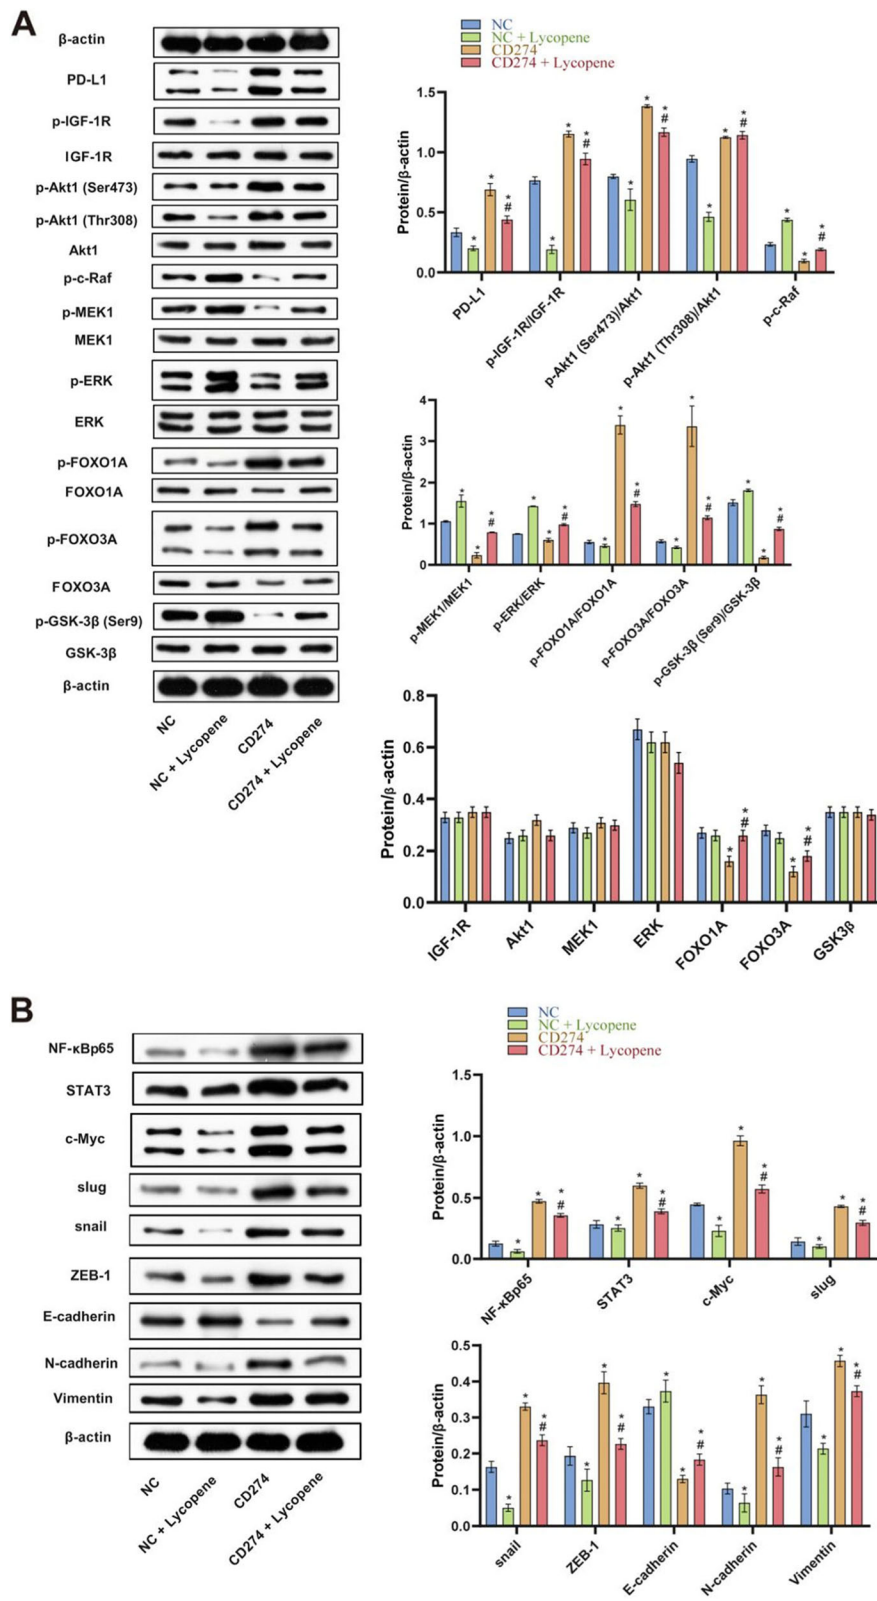 A
β-actin
PD-L1
p-IGF-1R
IGF-1R
p-Akt1 (Ser473)
p-Akt1 (Thr308)
Akt1
p-c-Raf
p-MEK1
MEK1
p-ERK
ERK
p-FOXO1A
FOXO1A
p-FOXO3A
FOXO3A
p-GSK-3β (Ser9)
GSK-3β
β-actin
NC
NC + Lycopene
CD274
CD274 + Lycopene
NC
NC + Lycopene
CD274
CD274 + Lycopene
Protein/β-actin
1.5
1.0
0.5
0.0
* * * *
# # # #
PD-L1
p-IGF-1R/IGF-1R
p-Akt1 (Ser473)/Akt1
p-Akt1 (Thr308)/Akt1
p-c-Raf
Protein/β-actin
4
3
2
1
0
p-MEK1/MEK1
p-ERK/ERK
p-FOXO1A/FOXO1A
p-FOXO3A/FOXO3A
p-GSK-3β (Ser9)/GSK-3β
Protein/β-actin
0.8
0.6
0.4
0.2
0.0
IGF-1R
Akt1
MEK1
ERK
FOXO1A
FOXO3A
GSK3β
B
NF-κBp65
STAT3
c-Myc
slug
snail
ZEB-1
E-cadherin
N-cadherin
Vimentin
β-actin
NC
NC + Lycopene
CD274
CD274 + Lycopene
NC
NC + Lycopene
CD274
CD274 + Lycopene
Protein/β-actin
1.5
1.0
0.5
0.0
NF-κBp65
STAT3
c-Myc
slug
Protein/β-actin
0.5
0.4
0.3
0.2
0.1
0.0
snail
ZEB-1
E-cadherin
N-cadherin
Vimentin